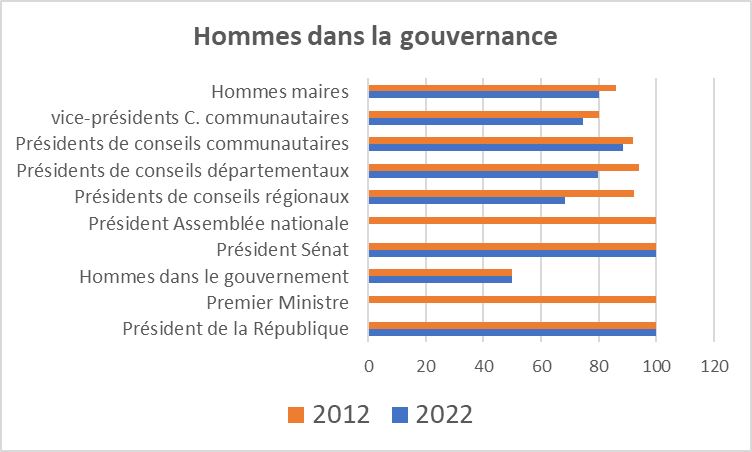 Hommes dans la gouvernance
Hommes maires
vice-présidents C. communautaires
Présidents de conseils communautaires
Présidents de conseils départementaux
Présidents de conseils régionaux
Président Assemblée nationale
Président Sénat
Hommes dans le gouvernement
Premier Ministre
Président de la République
0 20 40 60 80 100 120
2012 2022